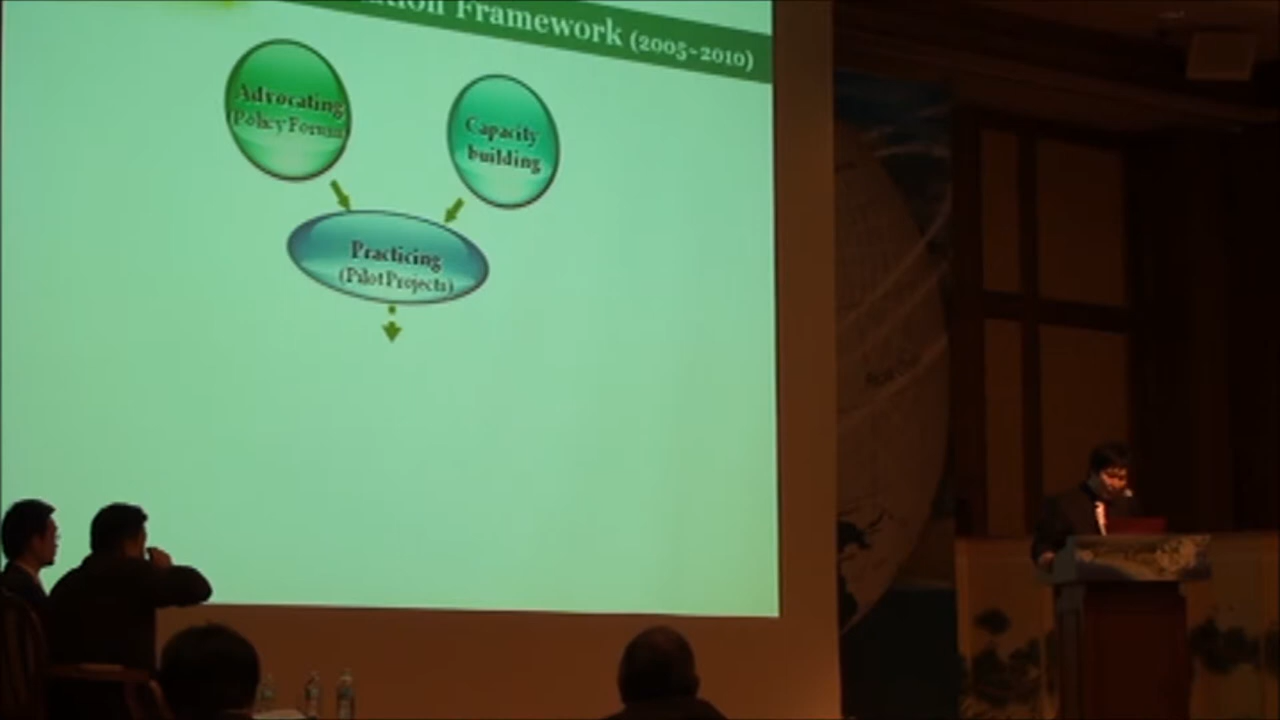 Framework (2005~2010)
Advocating
(Policy Forum)
Capacity
building
Practicing
(Pilot Projects)